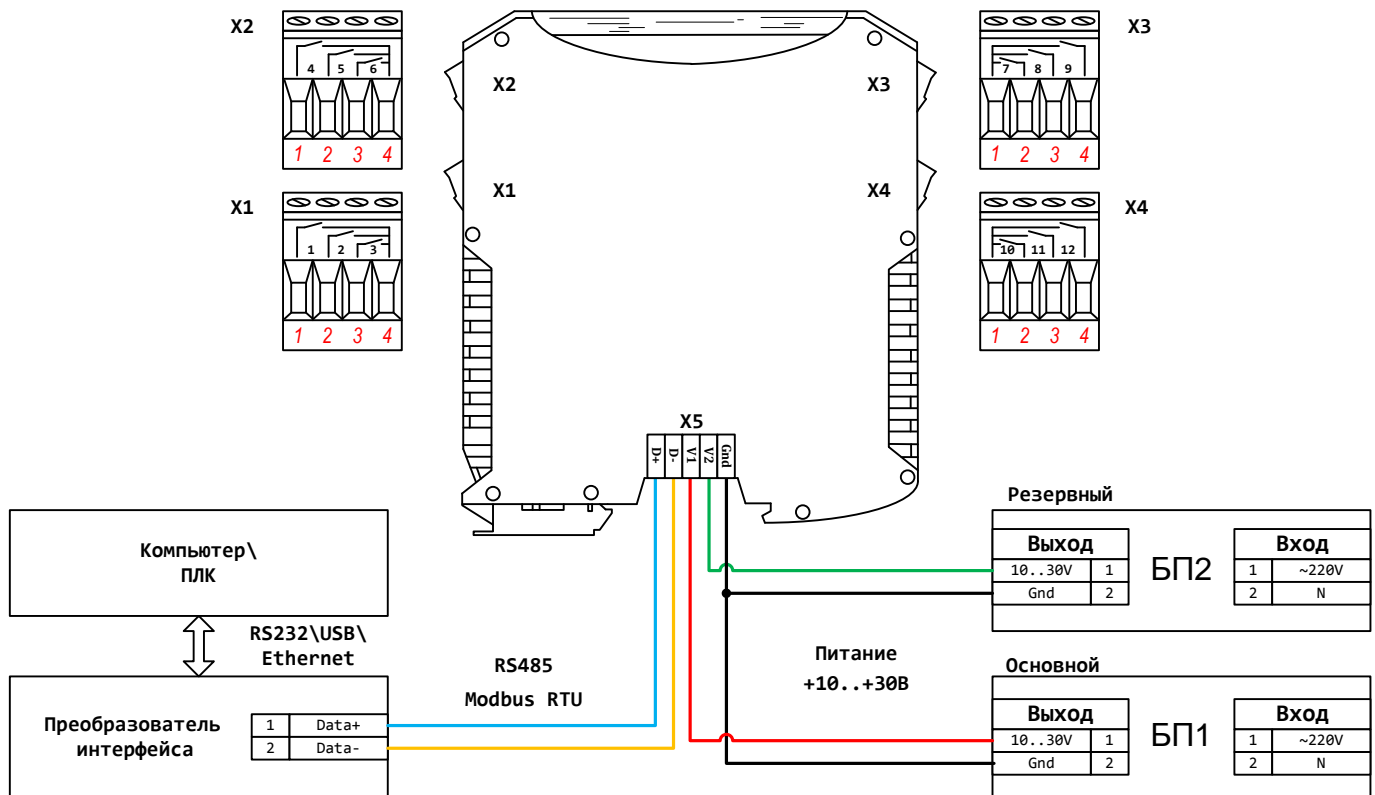 X2
4 5 6
1 2 3 4
X1
1 2 3
1 2 3 4
X2
X3
X1
X4
X3
7 8 9
1 2 3 4
X4
10 11 12
1 2 3 4
X5
D+ D- V1 V2 Gnd
Компьютер\
ПЛК
RS232\USB\
Ethernet
Преобразователь
интерфейса
1 Data+
2 Data-
RS485
Modbus RTU
Питание
+10..+30В
Резервный
Выход
10..30V 1
Gnd 2
БП2
Вход
1 ~220V
2 N
Основной
Выход
10..30V 1
Gnd 2
БП1
Вход
1 ~220V
2 N